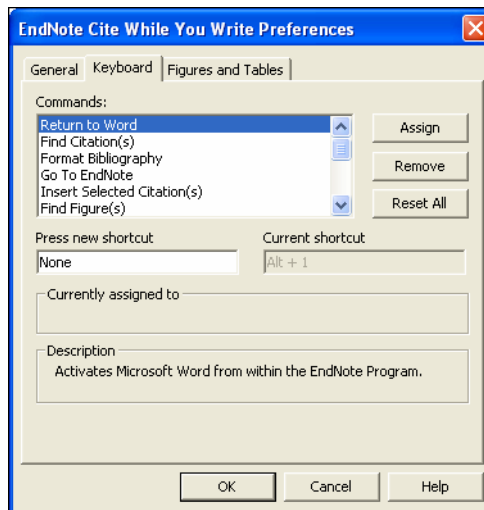 EndNote Cite While You Write Preferences
General Keyboard Figures and Tables
Commands:
Return to Word
Find Citation(s)
Format Bibliography
Go To EndNote
Insert Selected Citation(s)
Find Figure(s)
Assign
Remove
Reset All
Press new shortcut Current shortcut
None Alt + 1
Currently assigned to
Description
Activates Microsoft Word from within the EndNote Program.
OK Cancel Help